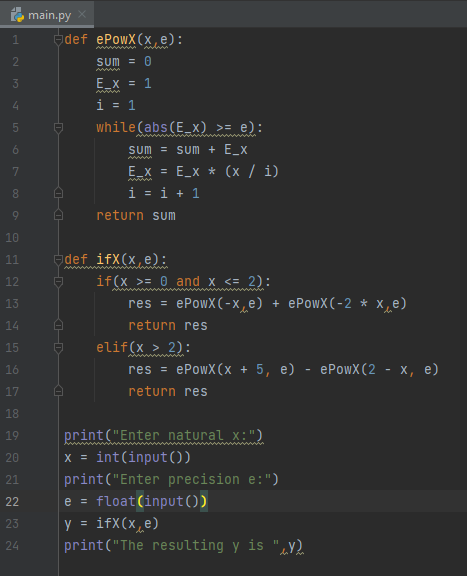 main.py
1 def ePowX(x,e):
2     sum = 0
3     E_x = 1
4     i = 1
5     while(abs(E_x) >= e):
6         sum = sum + E_x
7         E_x = E_x * (x / i)
8         i = i + 1
9     return sum
10
11 def ifX(x,e):
12     if(x >= 0 and x <= 2):
13         res = ePowX(-x,e) + ePowX(-2 * x,e)
14         return res
15     elif(x > 2):
16         res = ePowX(x + 5, e) - ePowX(2 - x, e)
17         return res
18
19 print("Enter natural x:")
20 x = int(input())
21 print("Enter precision e:")
22 e = float(input())
23 y = ifX(x,e)
24 print("The resulting y is ",y)